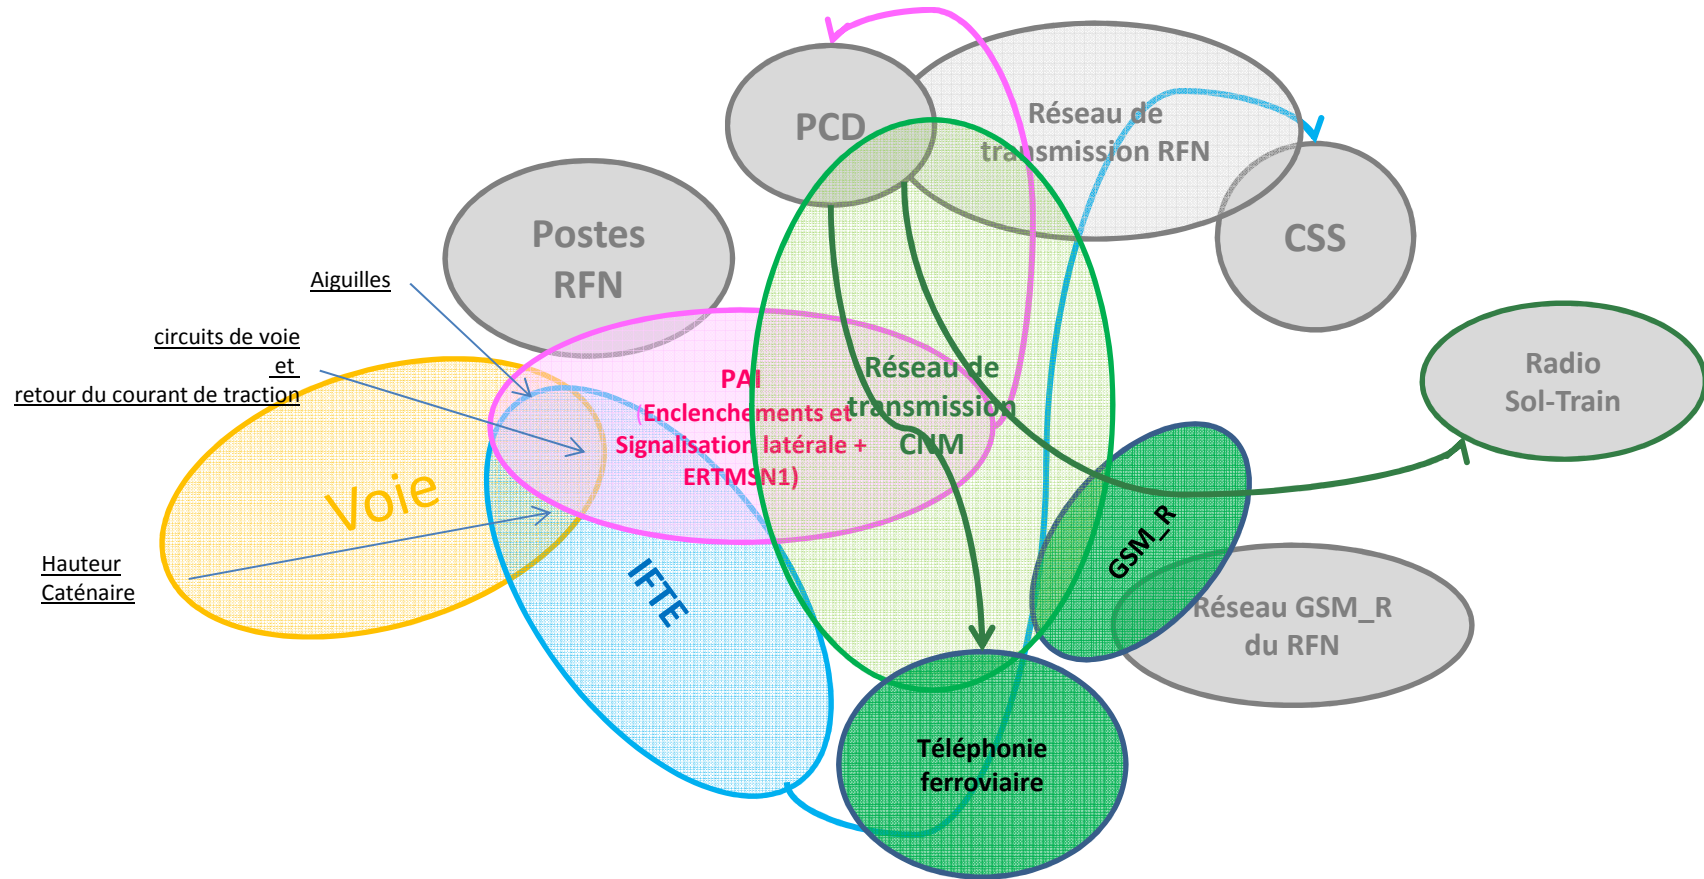 PCD
Réseau de
transmission RFN
CSS
Postes
RFN
Aiguilles
circuits de voie
et
retour du courant de traction
Hauteur
Caténaire
Voie
IFTE
PAI
(Enclenchements et
Signalisation latérale +
ERTMSN1)
Réseau de
transmission
CNM
Radio
Sol-Train
GSM_R
Réseau GSM_R
du RFN
Téléphonie
ferroviaire